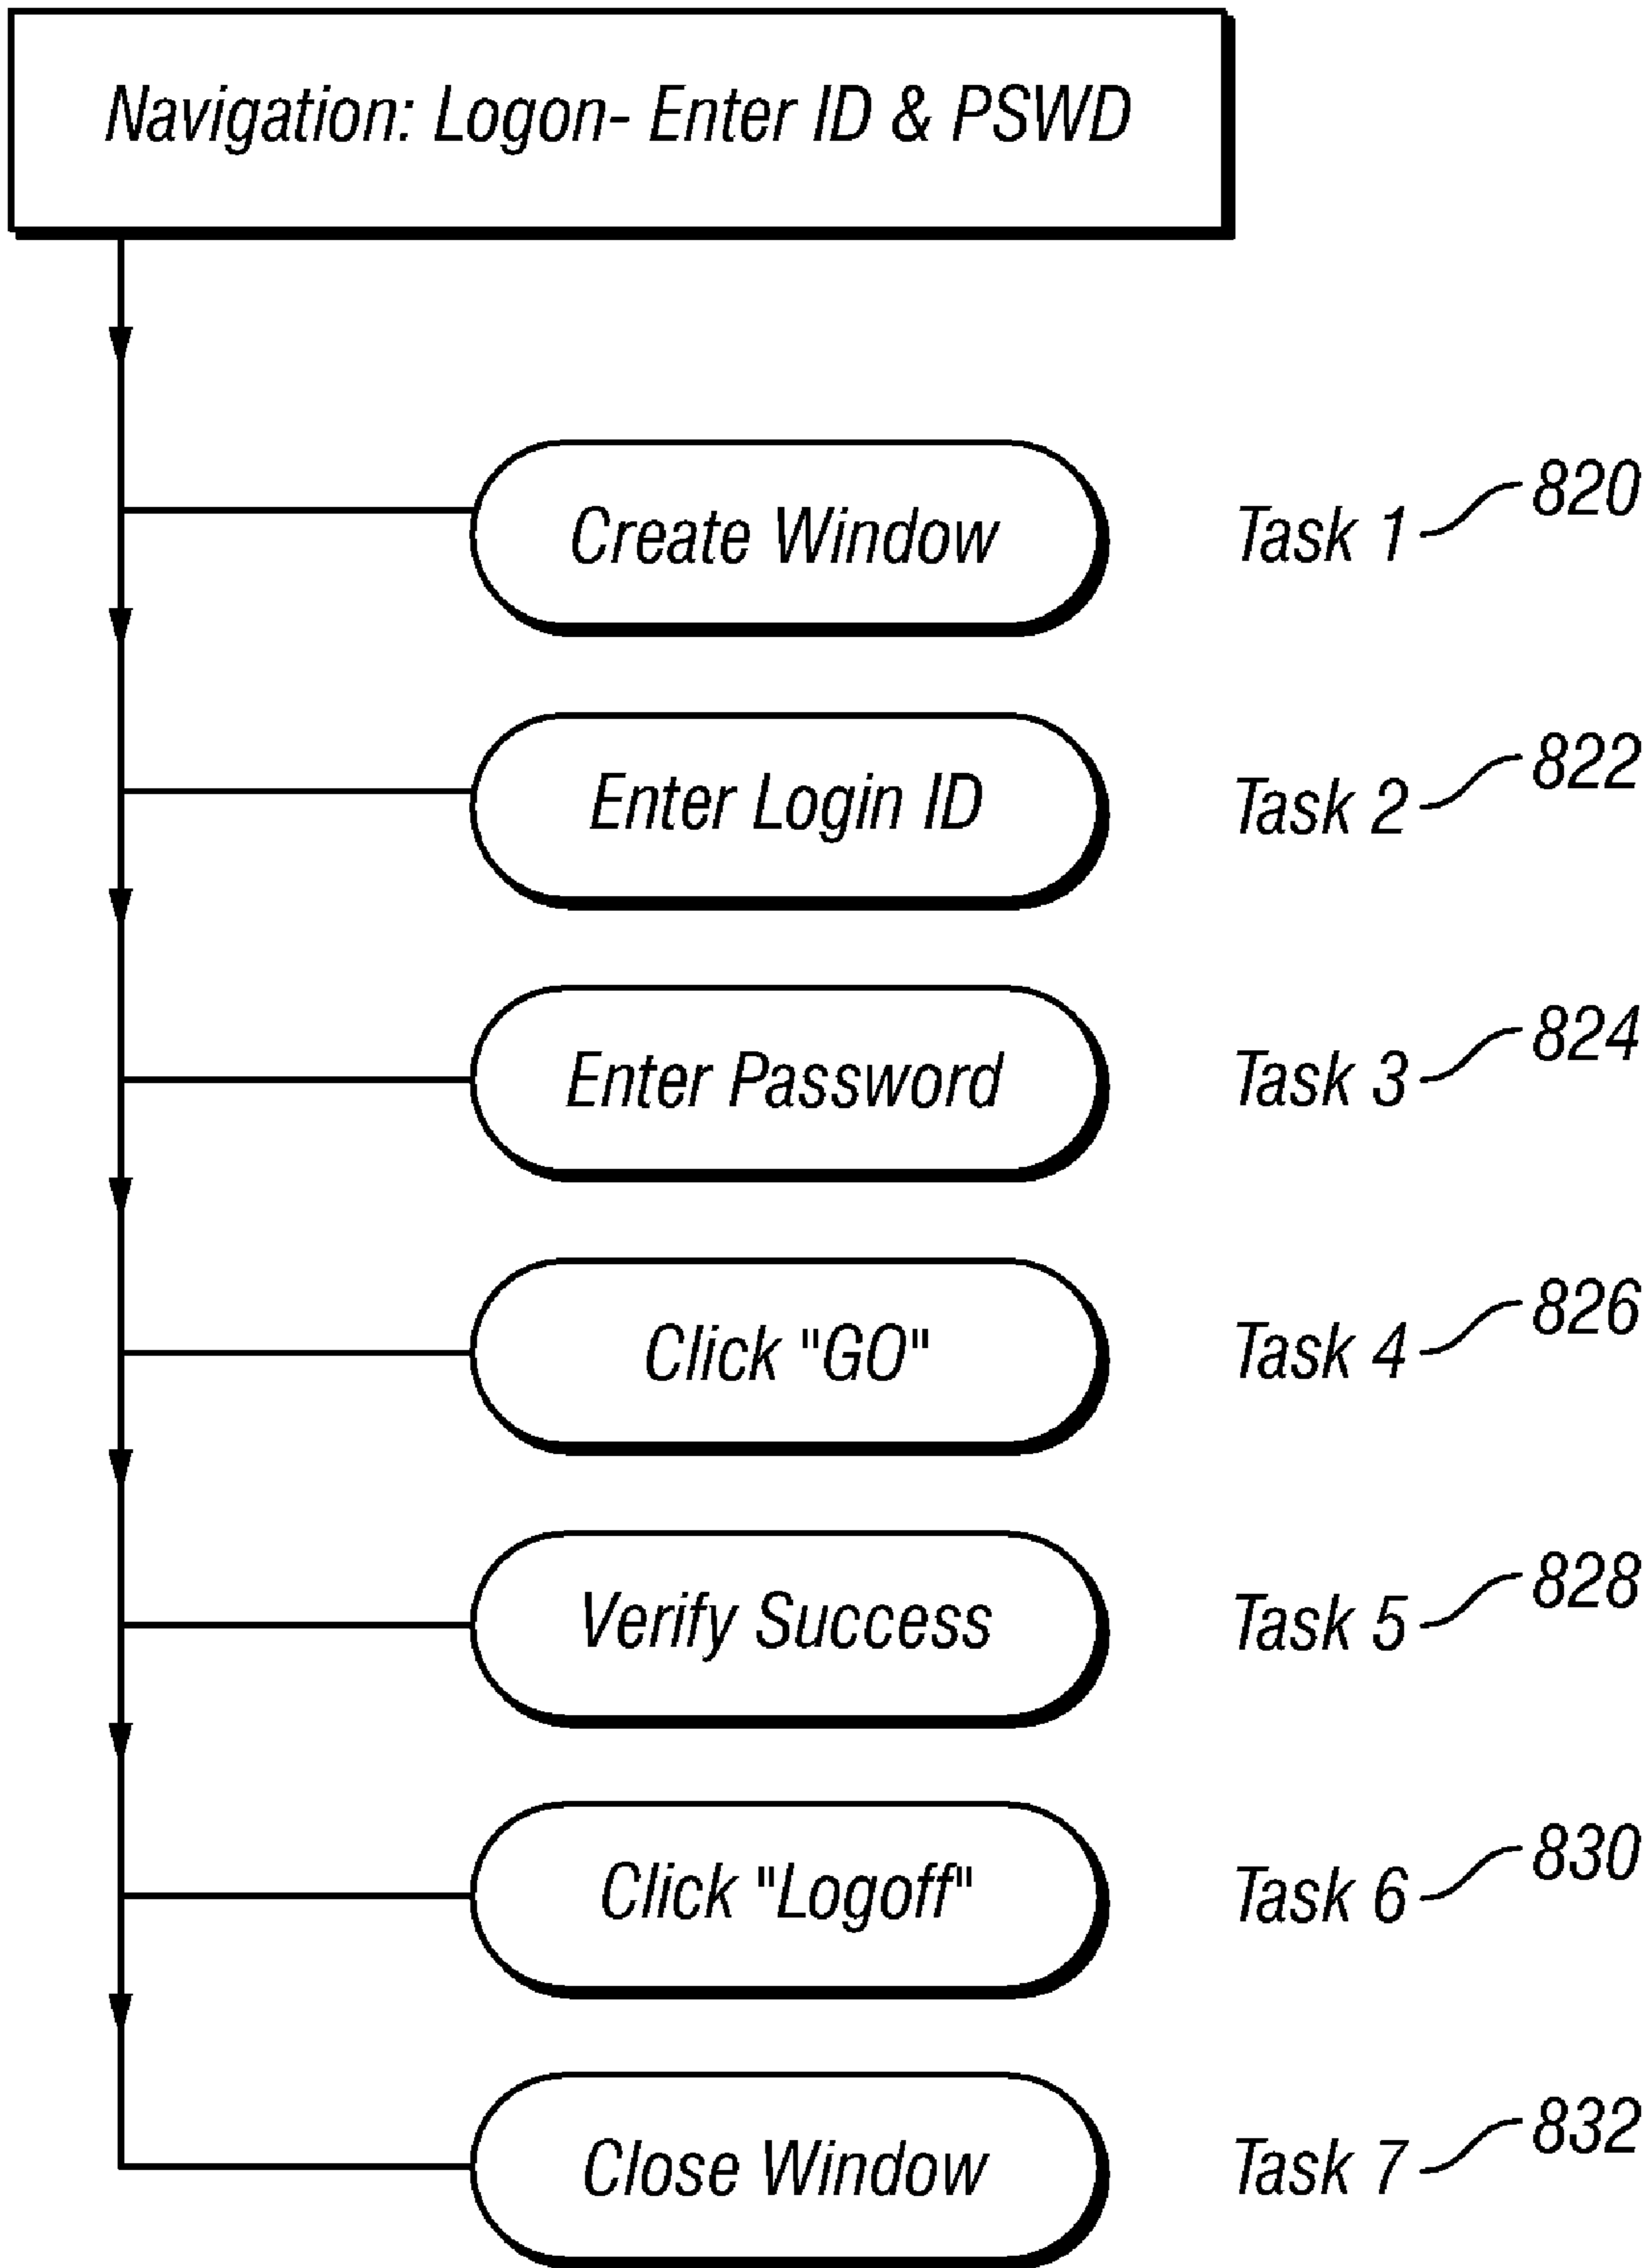 Navigation: Logon- Enter ID & PSWD
Create Window Task 1 820
Enter Login ID Task 2 822
Enter Password Task 3 824
Click "GO" Task 4 826
Verify Success Task 5 828
Click "Logoff" Task 6 830
Close Window Task 7 832